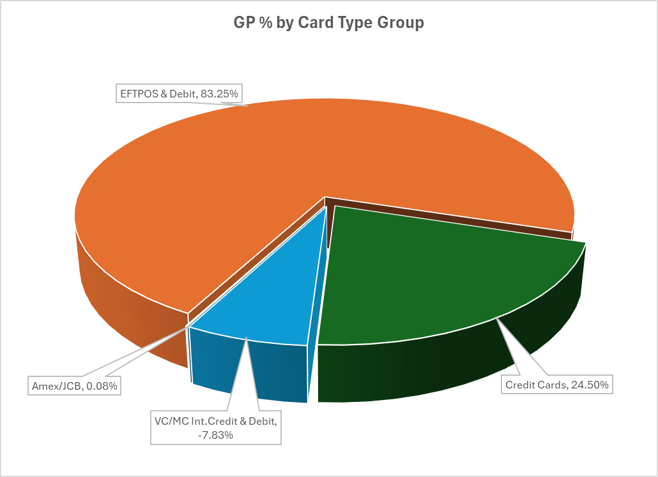 GP % by Card Type Group
EFTPOS & Debit, 83.25%
Amex/JCB, 0.08%
Credit Cards, 24.50%
VC/MC Int.Credit & Debit,
-7.83%